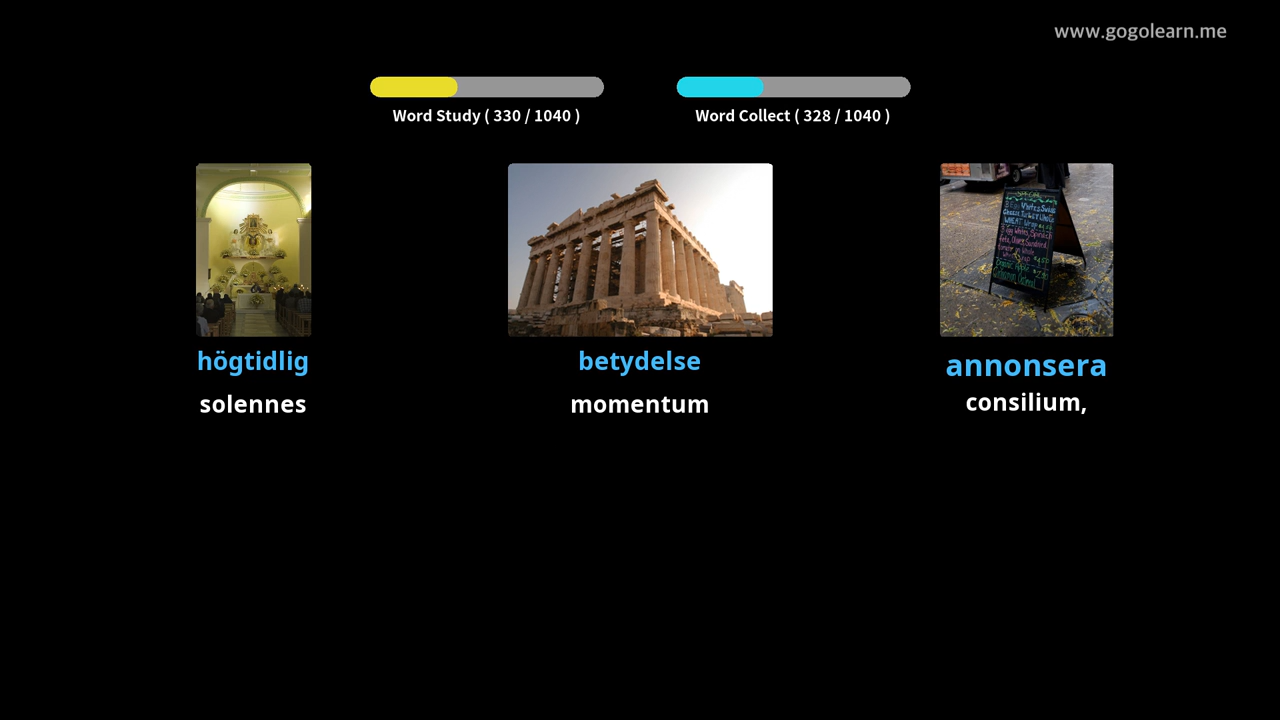 www.gogolearn.me
Word Study ( 330 / 1040 )
Word Collect ( 328 / 1040 )
högtidlig
betydelse
annonsera
solennes
momentum
consilium,